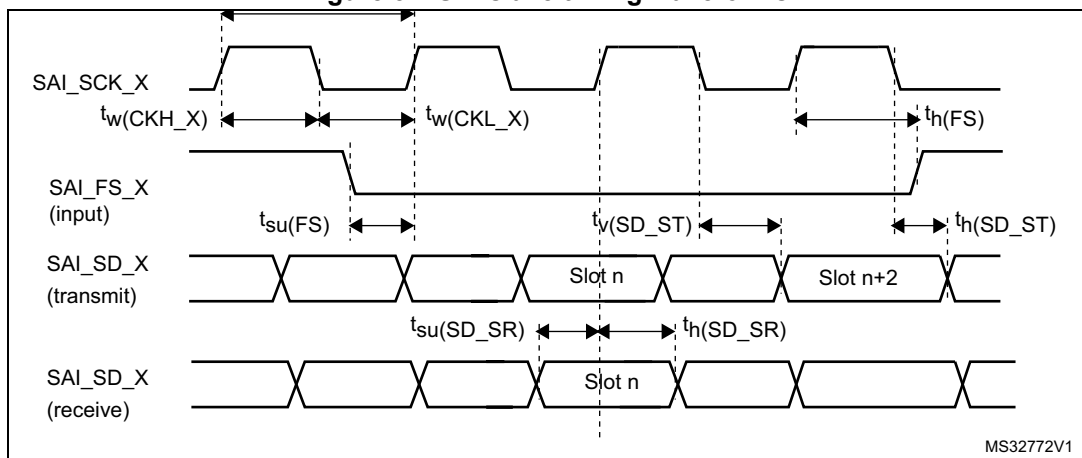 SAI_SCK_X
tw(CKH_X) tw(CKL_X) th(FS)
SAI_FS_X
(input)
tsu(FS) tv(SD_ST) th(SD_ST)
SAI_SD_X
(transmit)
Slot n Slot n+2
tsu(SD_SR) th(SD_SR)
SAI_SD_X
(receive)
Slot n
MS32772V1